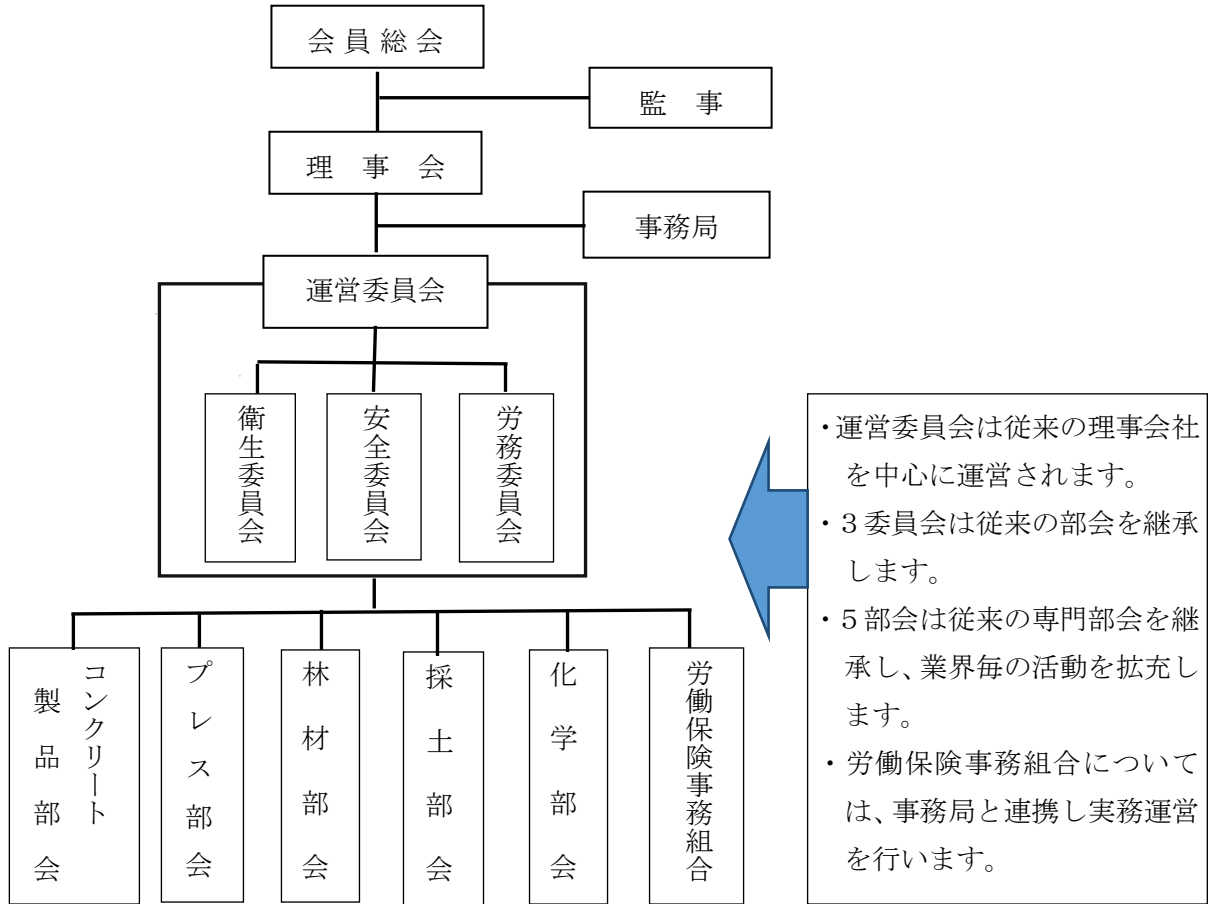 会員総会
監　事
理　事　会
事務局
運営委員会
衛生委員会
安全委員会
労務委員会
・運営委員会は従来の理事会社
を中心に運営されます。
・３委員会は従来の部会を継承
します。
・５部会は従来の専門部会を継
承し、業界毎の活動を拡充し
ます。
・労働保険事務組合について
は、事務局と連携し実務運営
を行います。
コンクリート
製品部会
プレス部会
林材部会
採土部会
化学部会
労働保険事務組合